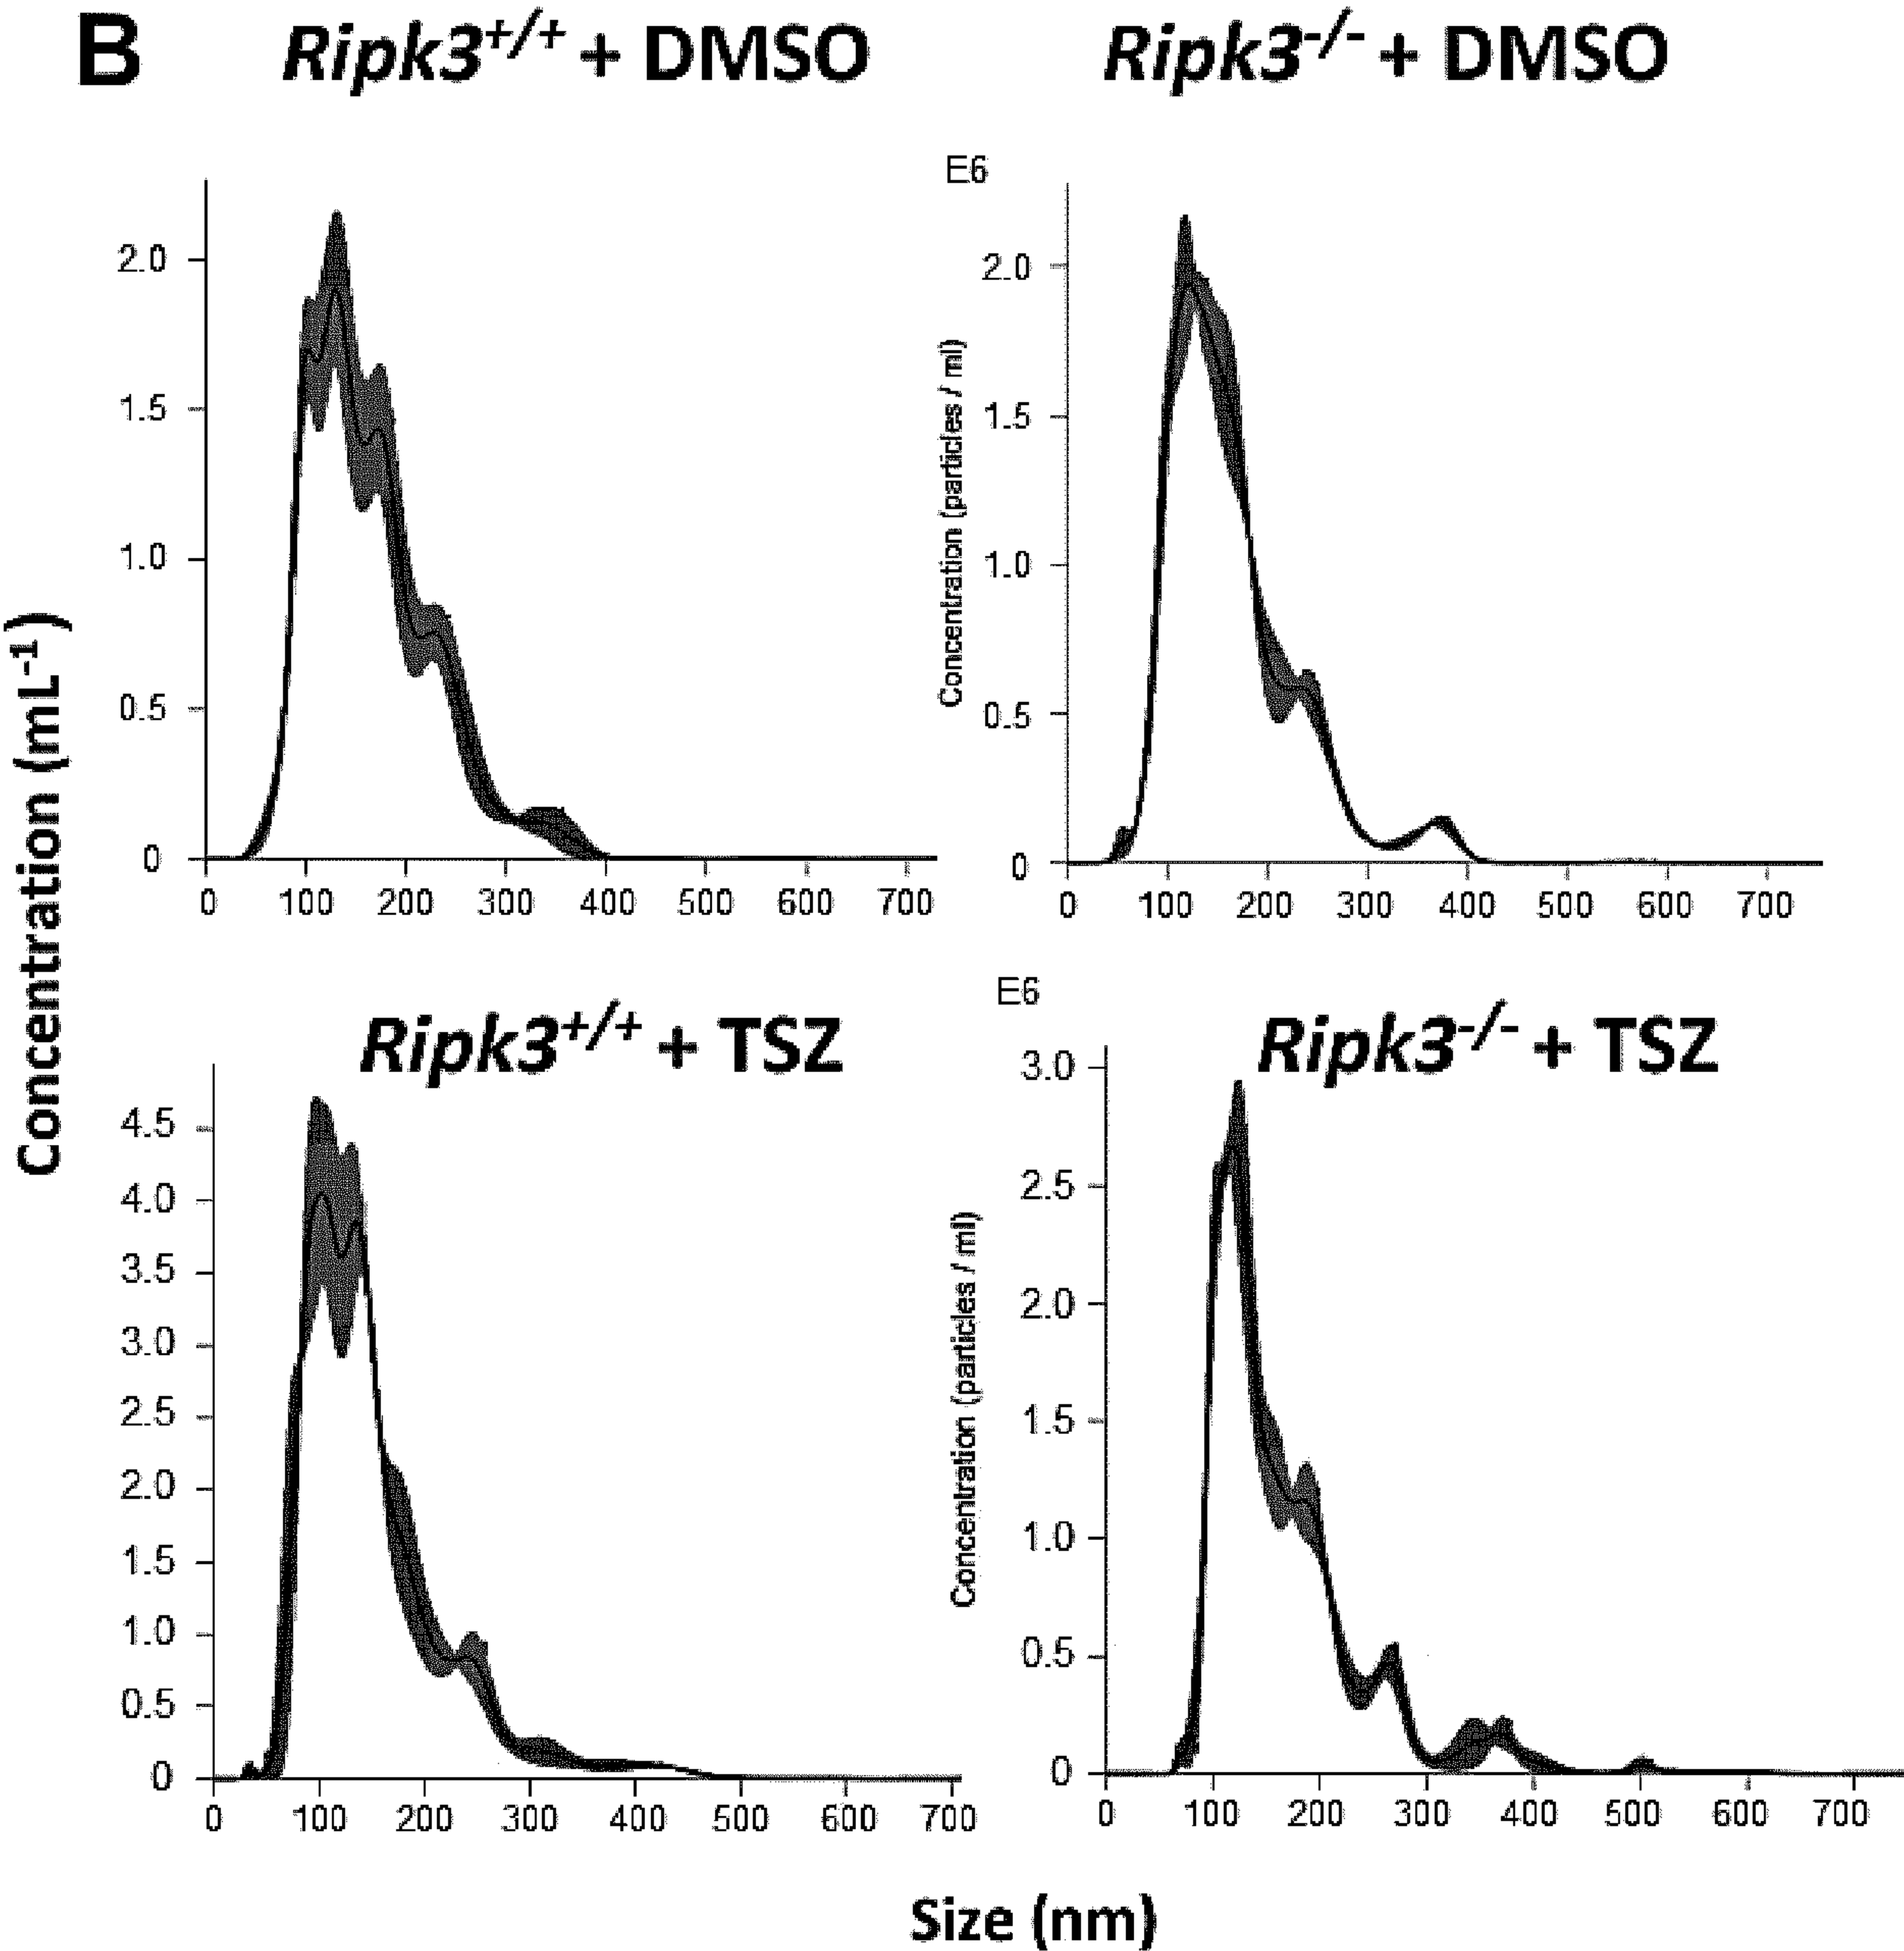 B
Ripk3+/+ + DMSO
Ripk3-/- + DMSO
Concentration (mL-1)
2.0
1.5
1.0
0.5
0
0 100 200 300 400 500 600 700
E6
Concentration (particles / ml)
2.0
1.5
1.0
0.5
0
0 100 200 300 400 500 600 700
Ripk3+/+ + TSZ
4.5
4.0
3.5
3.0
2.5
2.0
1.5
1.0
0.5
0
0 100 200 300 400 500 600 700
E6
Ripk3-/- + TSZ
Concentration (particles / ml)
3.0
2.5
2.0
1.5
1.0
0.5
0
0 100 200 300 400 500 600 700
Size (nm)